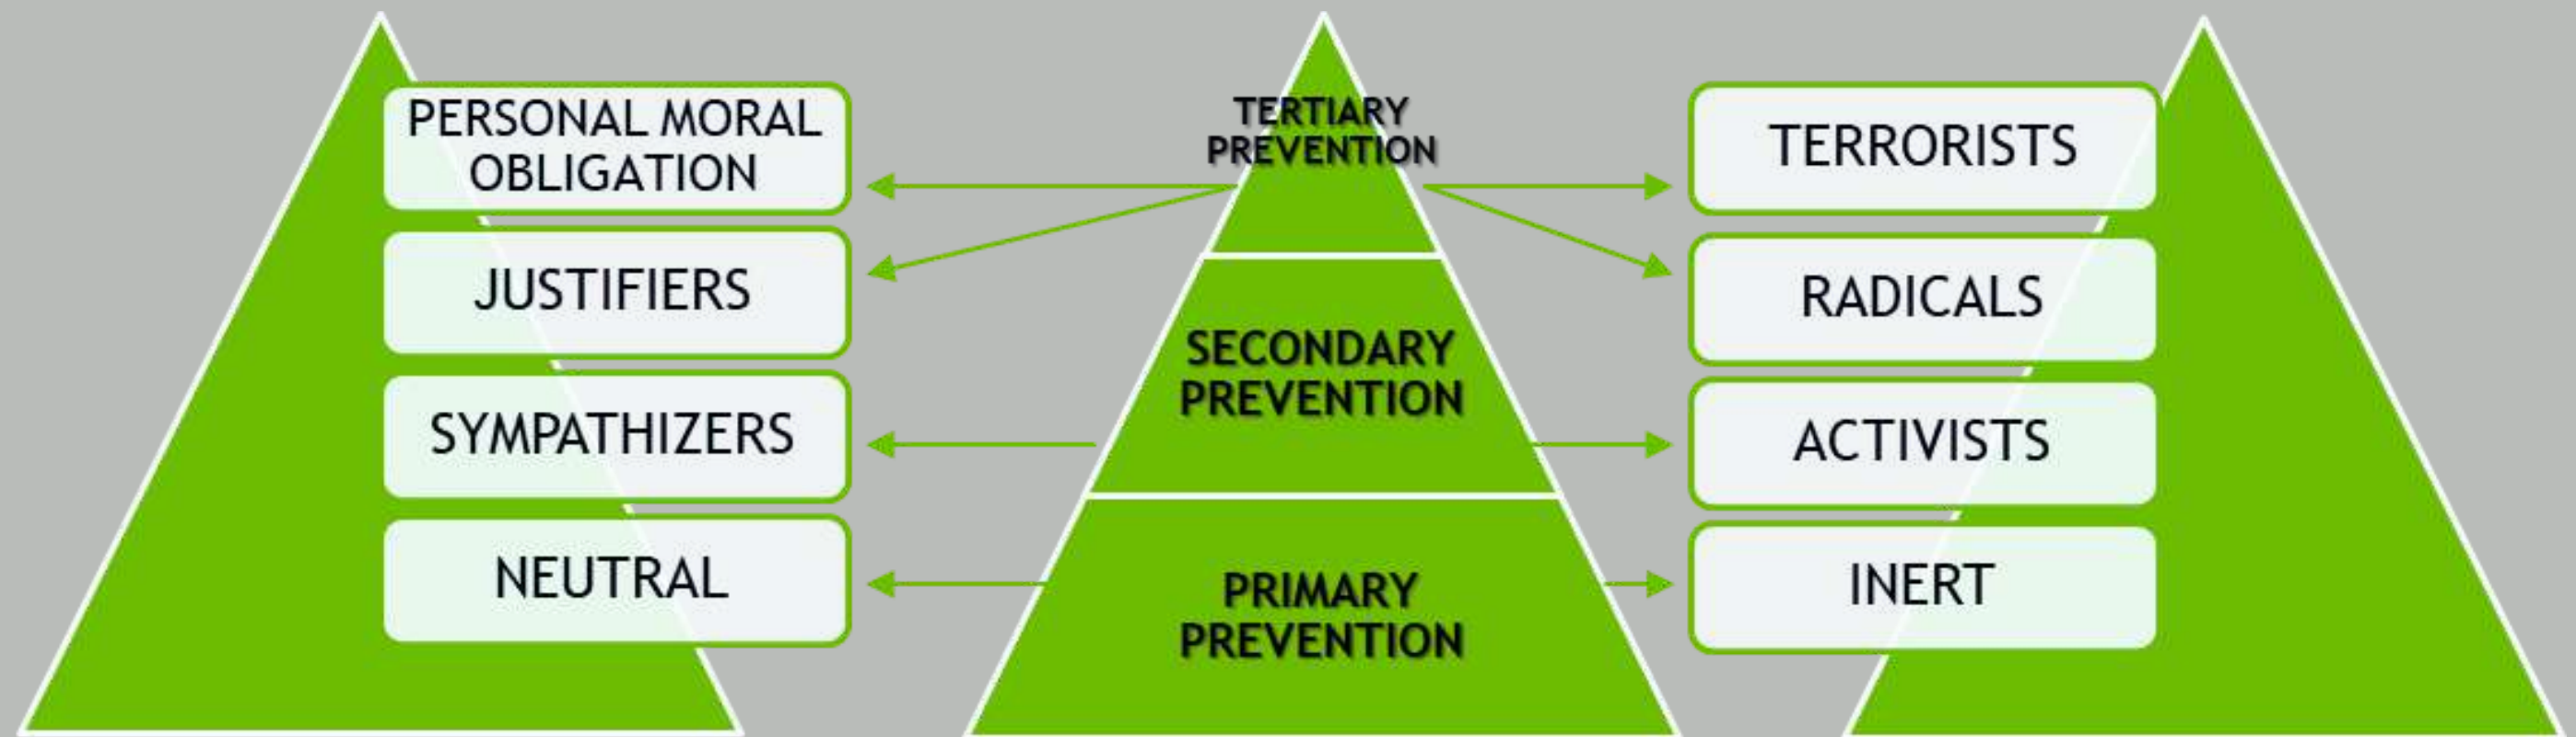 PERSONAL MORAL
OBLIGATION
JUSTIFIERS
SYMPATHIZERS
NEUTRAL
TERTIARY
PREVENTION
SECONDARY
PREVENTION
PRIMARY
PREVENTION
TERRORISTS
RADICALS
ACTIVISTS
INERT